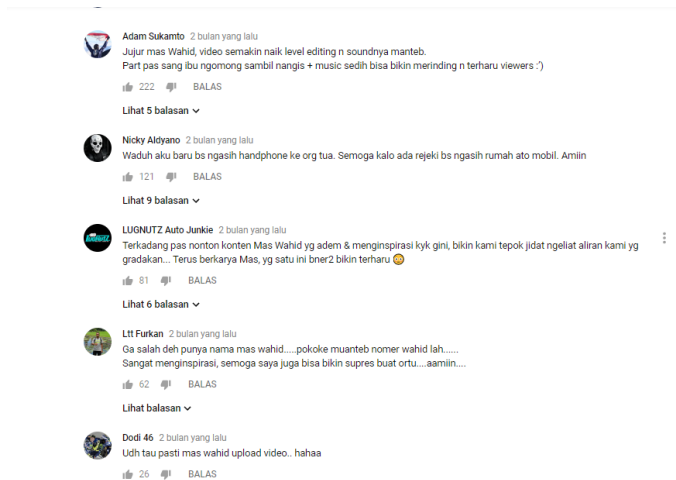 Adam Sukamto 2 bulan yang lalu
Jujur mas Wahid, video semakin naik level editing n soundnya manteb.
Part pas sang ibu ngomong sambil nangis + music sedih bisa bikin merinding n terharu viewers :')
222 BALAS
Lihat 5 balasan
Nicky Aldyano 2 bulan yang lalu
Waduh aku baru bs ngasih handphone ke org tua. Semoga kalo ada rejeki bs ngasih rumah ato mobil. Amiin
121 BALAS
Lihat 9 balasan
LUGNUTZ Auto Junkie 2 bulan yang lalu
Terkadang pas nonton konten Mas Wahid yg adem & menginspirasi kyk gini, bikin kami tepok jidat ngeliat aliran kami yg
gradakan... Terus berkarya Mas, yg satu ini bner2 bikin terharu 😳
81 BALAS
Lihat 6 balasan
Ltt Furkan 2 bulan yang lalu
Ga salah deh punya nama mas wahid.....pokoke muanteb nomer wahid lah......
Sangat menginspirasi, semoga saya juga bisa bikin supres buat ortu....aamiin....
62 BALAS
Lihat balasan
Dodi 46 2 bulan yang lalu
Udh tau pasti mas wahid upload video.. hahaa
26 BALAS